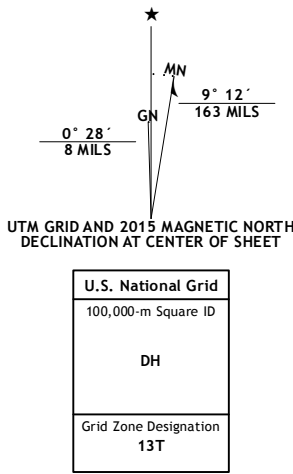 MN
GN
9° 12´
163 MILS
0° 28´
8 MILS
UTM GRID AND 2015 MAGNETIC NORTH
DECLINATION AT CENTER OF SHEET
U.S. National Grid
100,000-m Square ID
DH
Grid Zone Designation
13T